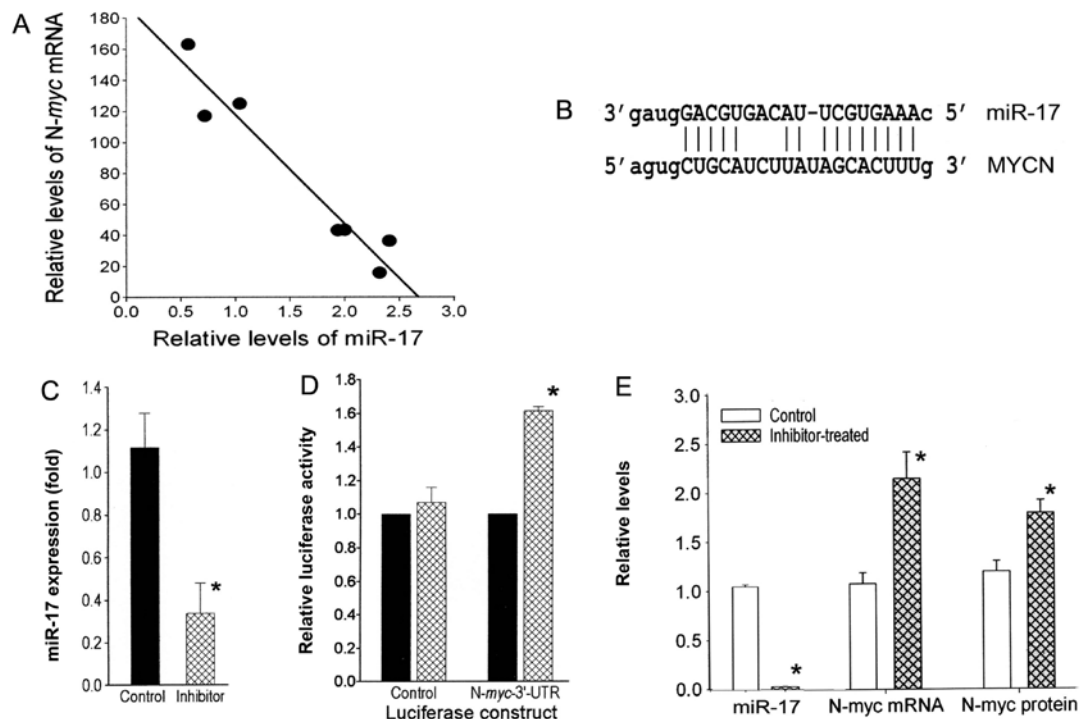 A
Relative levels of N-myc mRNA
180
160
140
120
100
80
60
40
20
0
0.0 0.5 1.0 1.5 2.0 2.5 3.0
Relative levels of miR-17
B
3' gaugGACGUGACAU-UCGUGAAAc 5' miR-17
5' agugCUGCAUCUUAUAGCACUUUg 3' MYCN
C
miR-17 expression (fold)
1.4
1.2
1.0
0.8
0.6
0.4
0.2
0.0
*
Control Inhibitor
D
Relative luciferase activity
1.8
1.6
1.4
1.2
1.0
0.8
0.6
0.4
0.2
0.0
*
Control N-myc-3'-UTR
Luciferase construct
E
Relative levels
3.0
2.5
2.0
1.5
1.0
0.5
0.0
Control
Inhibitor-treated
* * *
miR-17 N-myc mRNA N-myc protein